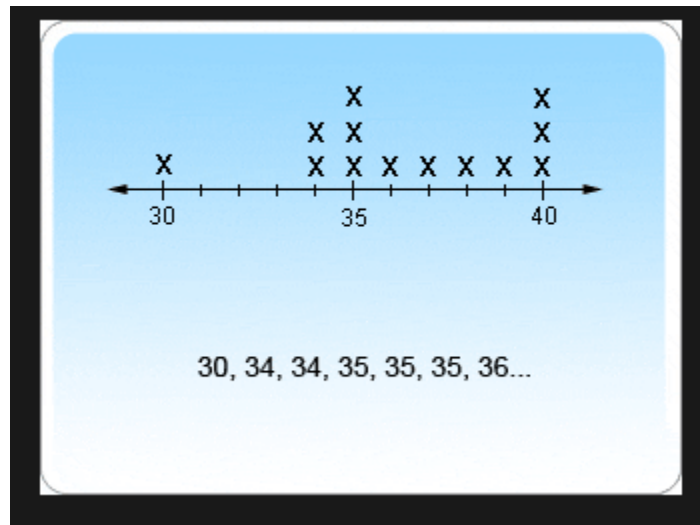 X X
X X X
X X X X X X X X
30 35 40
30, 34, 34, 35, 35, 35, 36...